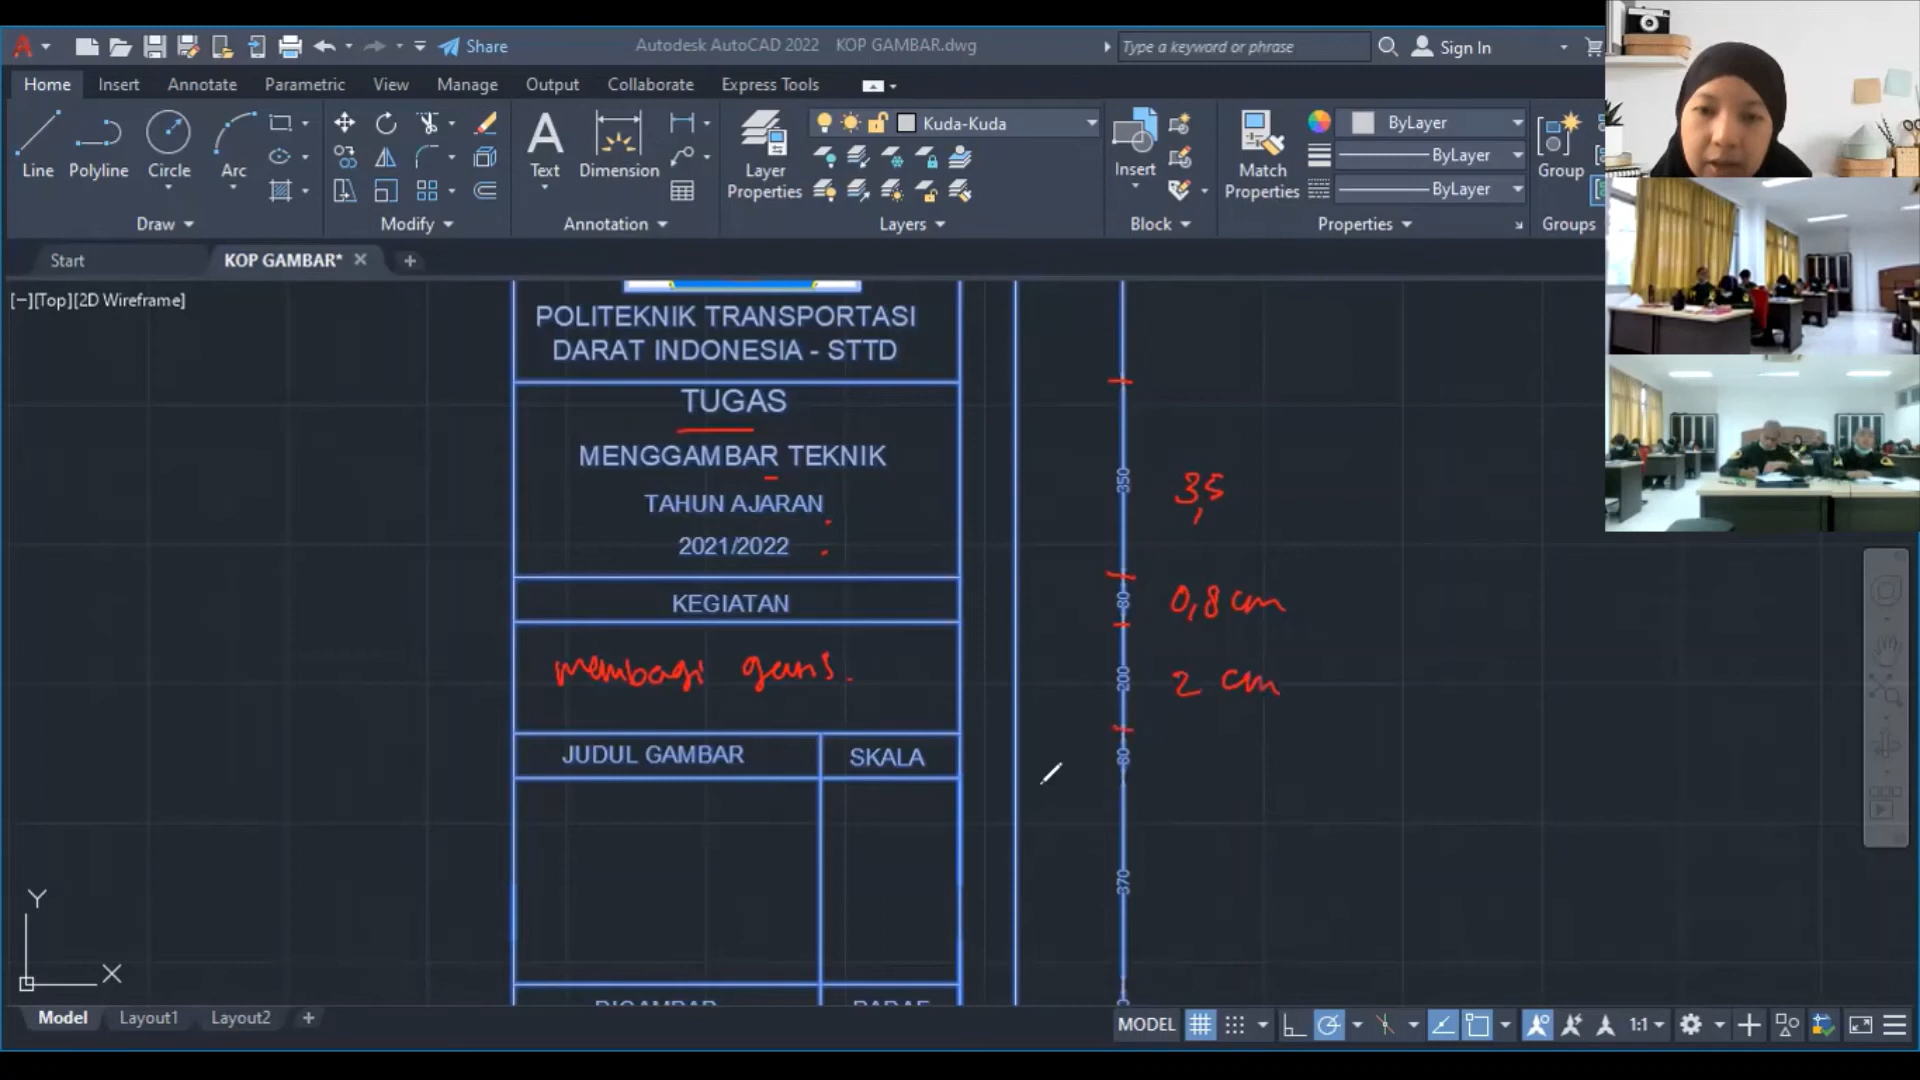 Share
Autodesk AutoCAD 2022 KOP GAMBAR.dwg
Type a keyword or phrase
Sign In
Home Insert Annotate Parametric View Manage Output Collaborate Express Tools
Line Polyline Circle Arc
Text Dimension
Layer Properties
Kuda-Kuda
Insert
Match Properties
ByLayer
ByLayer
ByLayer
Group
Draw Modify Annotation Layers Block Properties Groups
Start KOP GAMBAR*
[−][Top][2D Wireframe]
POLITEKNIK TRANSPORTASI
DARAT INDONESIA - STTD
TUGAS
MENGGAMBAR TEKNIK
TAHUN AJARAN
2021/2022
350
3,5
KEGIATAN
80
0,8 cm
membagi garis.
200
2 cm
JUDUL GAMBAR SKALA
80
370
DIGAMBAR PARAF
Y
X
Model Layout1 Layout2
MODEL
1:1